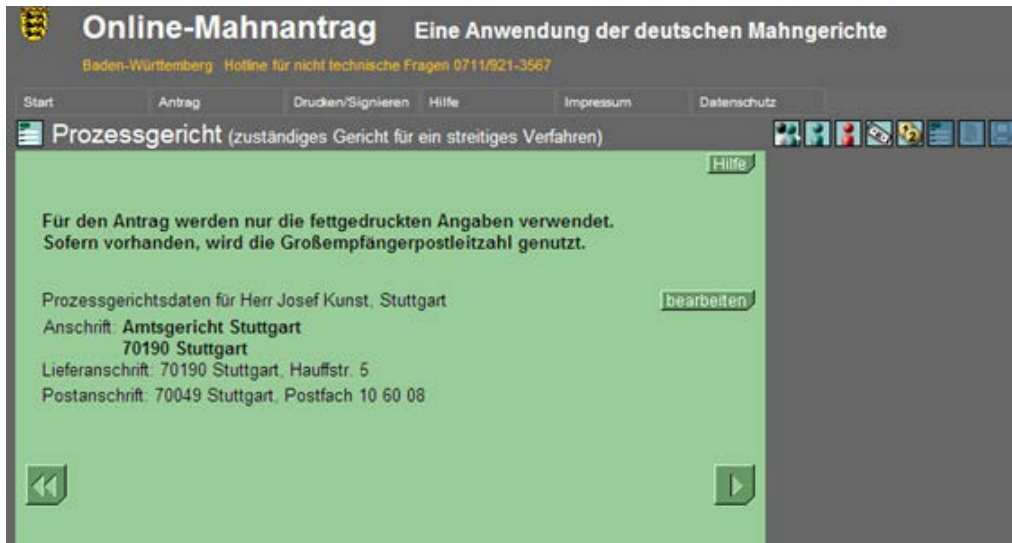 Online-Mahnantrag Eine Anwendung der deutschen Mahngerichte
Baden-Württemberg Hotline für nicht technische Fragen 0711/921-3567
Start Antrag Drucken/Signieren Hilfe Impressum Datenschutz
Prozessgericht (zuständiges Gericht für ein streitiges Verfahren)
Hilfe
Für den Antrag werden nur die fettgedruckten Angaben verwendet.
Sofern vorhanden, wird die Großempfängerpostleitzahl genutzt.
Prozessgerichtsdaten für Herr Josef Kunst, Stuttgart bearbeiten
Anschrift: Amtsgericht Stuttgart
70190 Stuttgart
Lieferanschrift: 70190 Stuttgart, Hauffstr. 5
Postanschrift: 70049 Stuttgart, Postfach 10 60 08